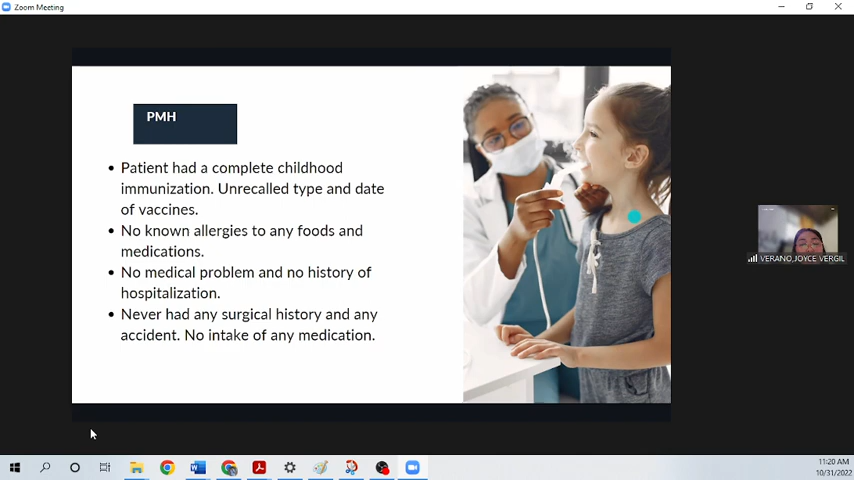 Zoom Meeting
PMH
• Patient had a complete childhood
immunization. Unrecalled type and date
of vaccines.
• No known allergies to any foods and
medications.
• No medical problem and no history of
hospitalization.
• Never had any surgical history and any
accident. No intake of any medication.
VERANO,JOYCE VERGIL
11:20 AM
10/31/2022